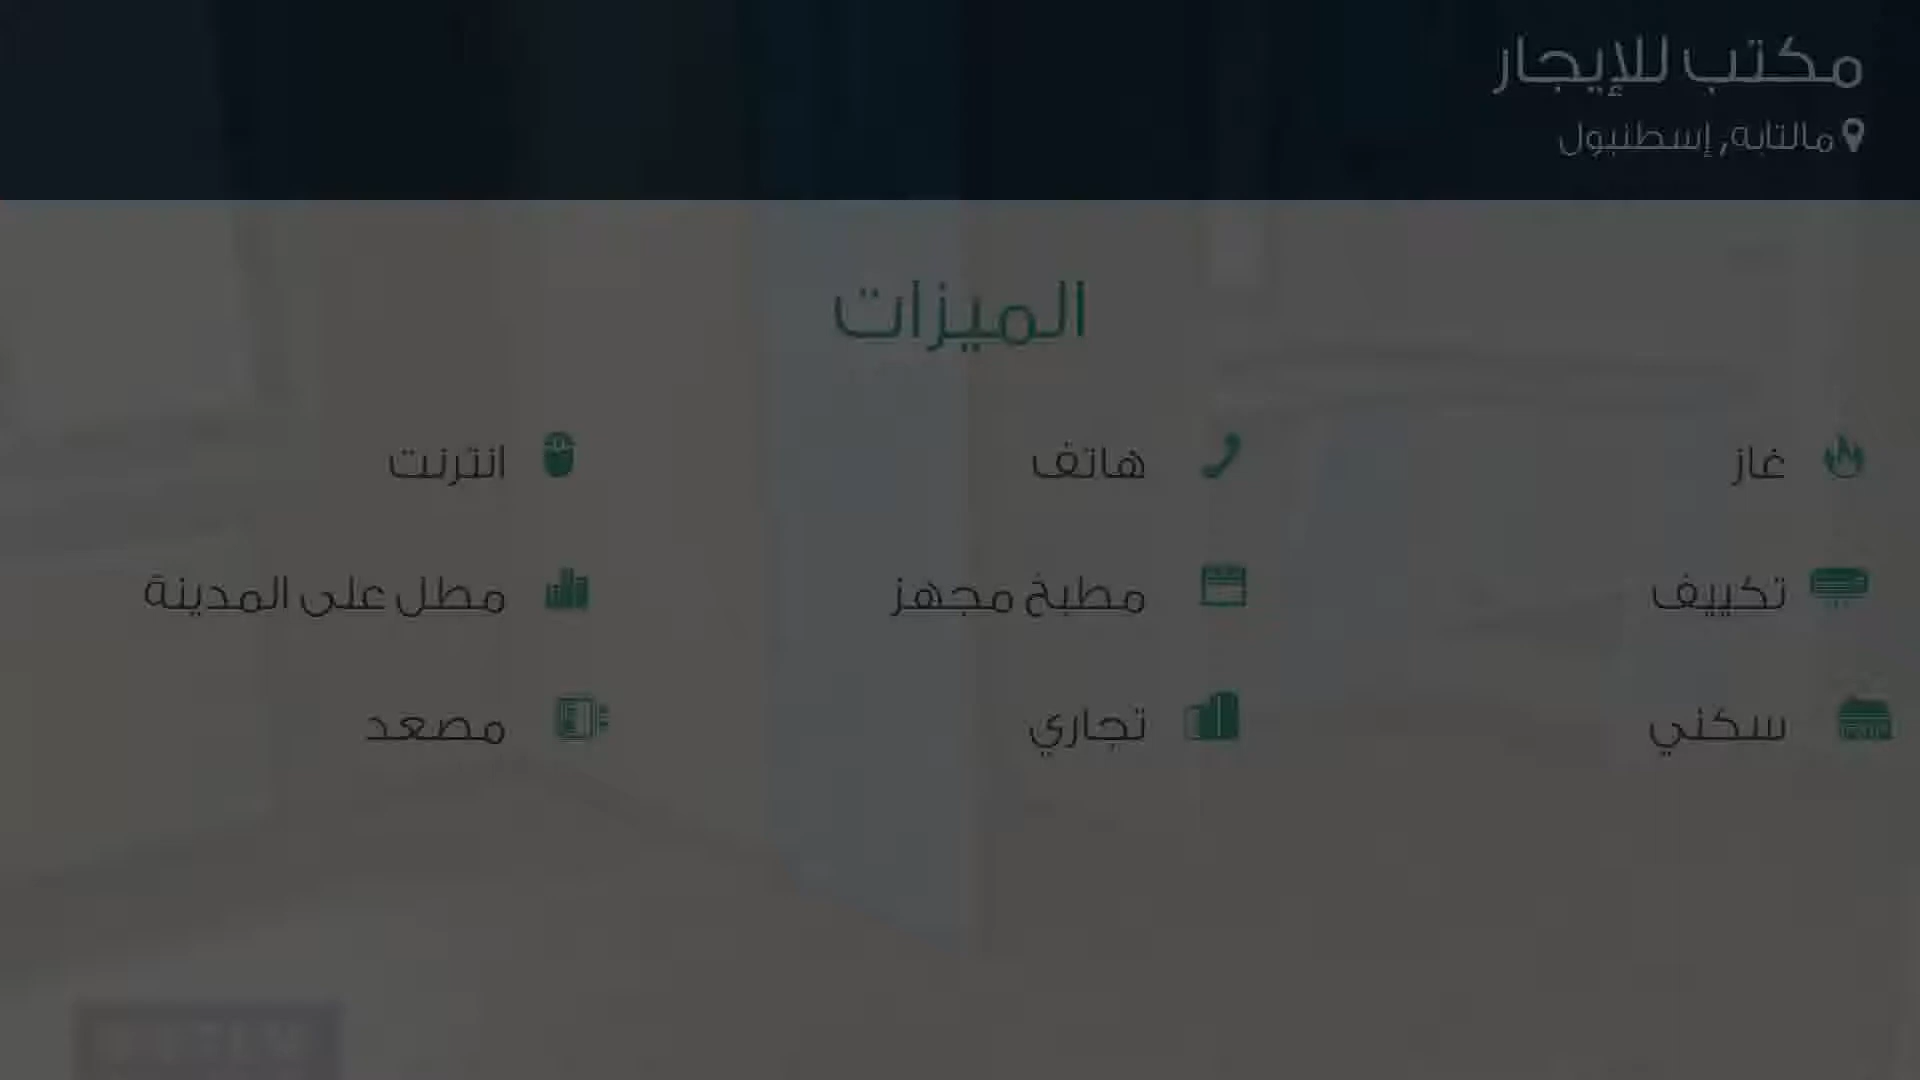 مكتب للإيجار
مالتابه, إسطنبول
الميزات
غاز
هاتف
انترنت
تكييف
مطبخ مجهز
مطل على المدينة
سكني
تجاري
مصعد